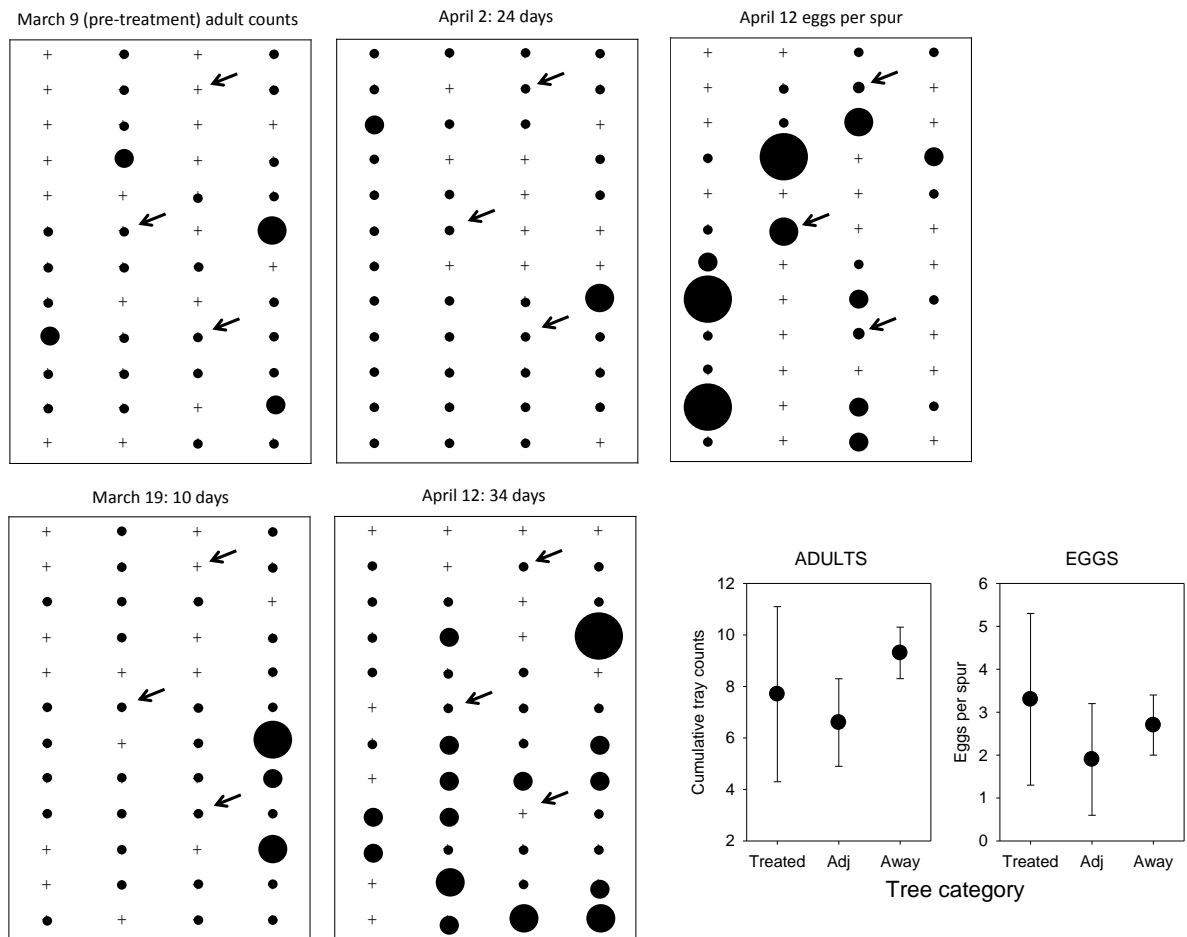 March 9 (pre-treatment) adult counts
April 2: 24 days
April 12 eggs per spur
March 19: 10 days
April 12: 34 days
ADULTS
Cumulative tray counts
12
10
8
6
4
2
Treated Adj Away
EGGS
Eggs per spur
6
5
4
3
2
1
0
Treated Adj Away
Tree category